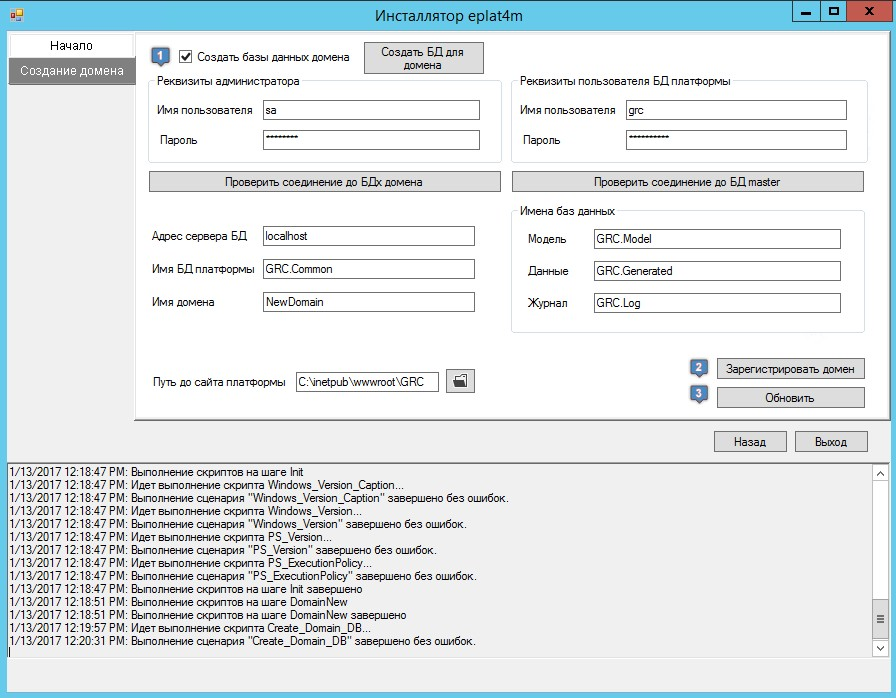 Инсталлятор eplat4m
Начало
Создание домена
1
Создать базы данных домена
Создать БД для
домена
Реквизиты администратора
Имя пользователя
sa
Пароль
********
Реквизиты пользователя БД платформы
Имя пользователя
grc
Пароль
**********
Проверить соединение до БДх домена
Проверить соединение до БД master
Адрес сервера БД
localhost
Имя БД платформы
GRC.Common
Имя домена
NewDomain
Имена баз данных
Модель
GRC.Model
Данные
GRC.Generated
Журнал
GRC.Log
Путь до сайта платформы
C:\inetpub\wwwroot\GRC
2
Зарегистрировать домен
3
Обновить
Назад
Выход
1/13/2017 12:18:47 PM: Выполнение скриптов на шаге Init
1/13/2017 12:18:47 PM: Идет выполнение скрипта Windows_Version_Caption...
1/13/2017 12:18:47 PM: Выполнение сценария "Windows_Version_Caption" завершено без ошибок.
1/13/2017 12:18:47 PM: Идет выполнение скрипта Windows_Version...
1/13/2017 12:18:47 PM: Выполнение сценария "Windows_Version" завершено без ошибок.
1/13/2017 12:18:47 PM: Идет выполнение скрипта PS_Version...
1/13/2017 12:18:47 PM: Выполнение сценария "PS_Version" завершено без ошибок.
1/13/2017 12:18:47 PM: Идет выполнение скрипта PS_ExecutionPolicy...
1/13/2017 12:18:47 PM: Выполнение сценария "PS_ExecutionPolicy" завершено без ошибок.
1/13/2017 12:18:47 PM: Выполнение скриптов на шаге Init завершено
1/13/2017 12:18:51 PM: Выполнение скриптов на шаге DomainNew
1/13/2017 12:18:51 PM: Выполнение скриптов на шаге DomainNew завершено
1/13/2017 12:19:57 PM: Идет выполнение скрипта Create_Domain_DB...
1/13/2017 12:20:31 PM: Выполнение сценария "Create_Domain_DB" завершено без ошибок.